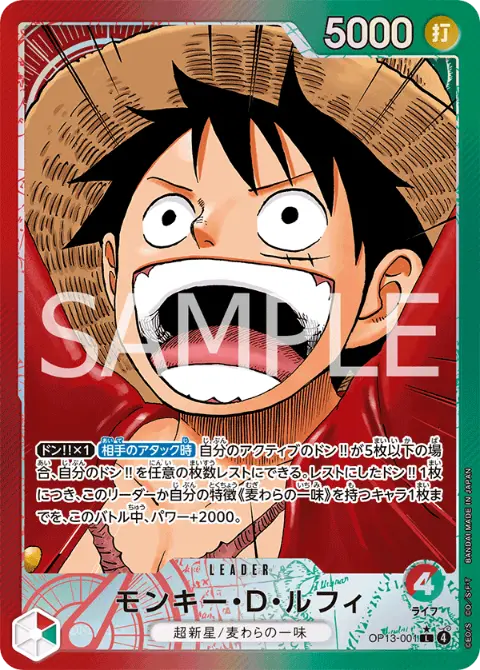 5000 打
SAMPLE
ドン!!×1 相手のアタック時 自分のアクティブのドン!!が5枚以下の場
合、自分のドン!!を任意の枚数レストにできる。レストにしたドン!!1枚
につき、このリーダーか自分の特徴《麦わらの一味》を持つキャラ1枚ま
でを、このバトル中、パワー+2000。
LEADER
モンキー・D・ルフィ
超新星/麦わらの一味
4
ライフ
OP13-001 L 4
BANDAI MADE IN JAPAN